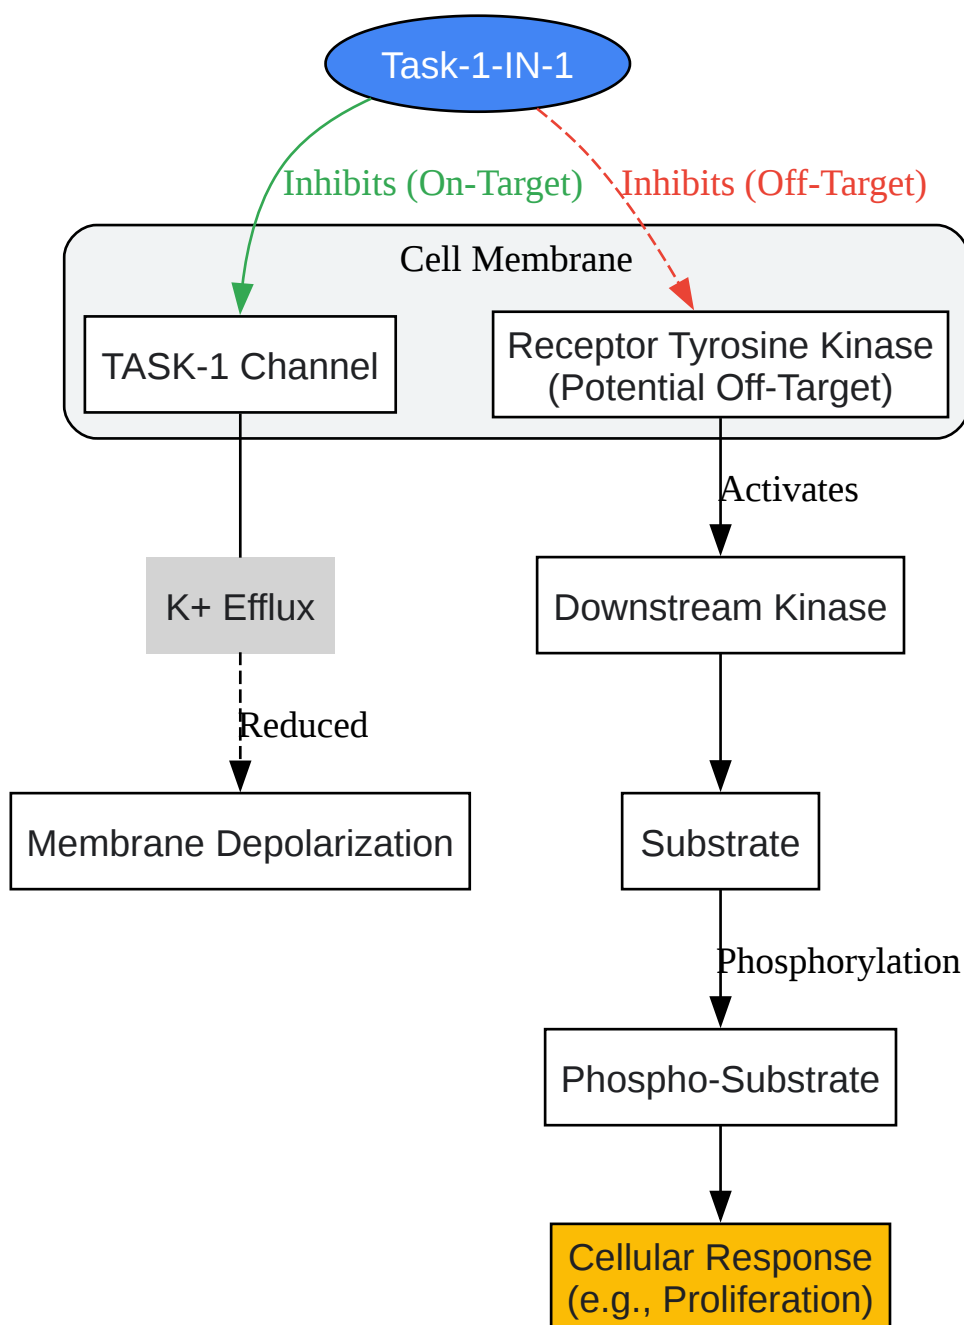 Task-1-IN-1
Inhibits (On-Target)
Inhibits (Off-Target)
Cell Membrane
TASK-1 Channel
Receptor Tyrosine Kinase
(Potential Off-Target)
Activates
K+ Efflux
Downstream Kinase
Reduced
Membrane Depolarization
Substrate
Phosphorylation
Phospho-Substrate
Cellular Response
(e.g., Proliferation)